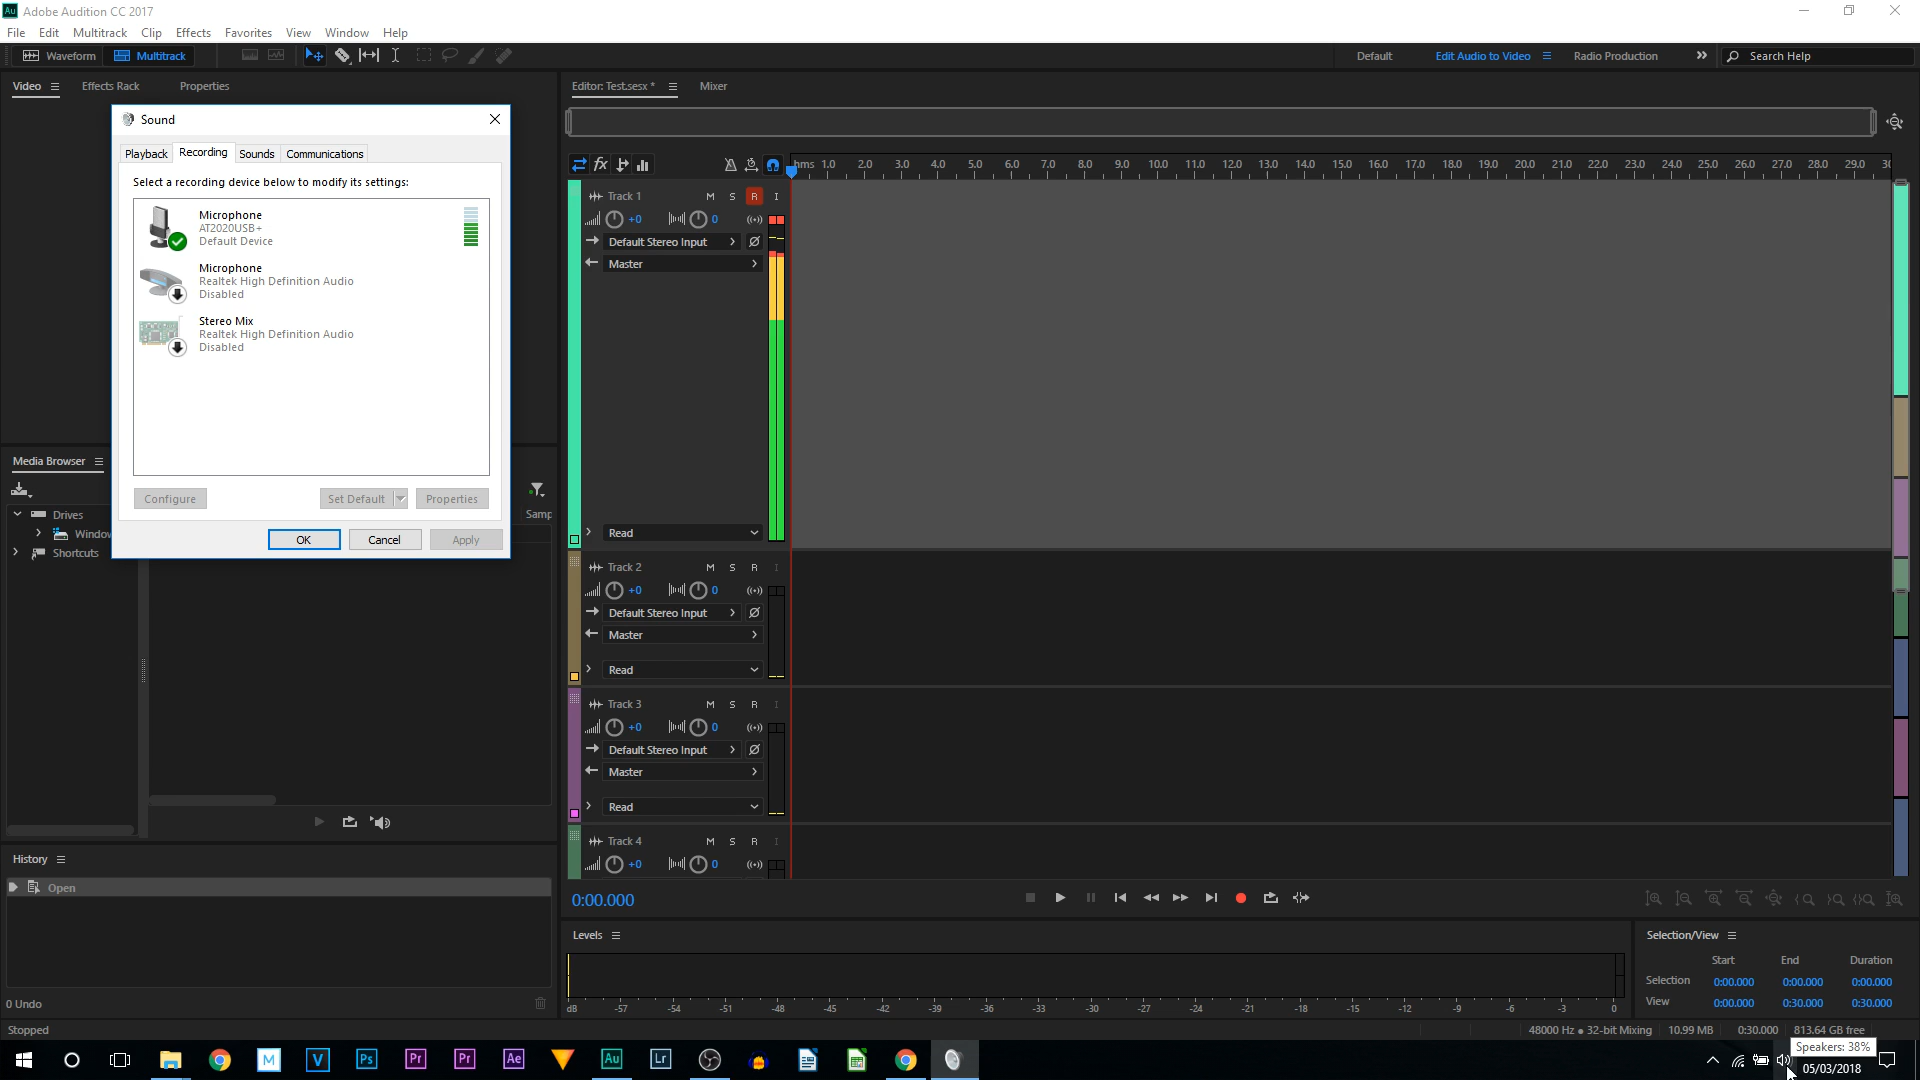 Au Adobe Audition CC 2017
File Edit Multitrack Clip Effects Favorites View Window Help
Waveform Multitrack
Default Edit Audio to Video Radio Production Search Help
Video Effects Rack Properties
Editor: Test.sesx * Mixer
Sound
Playback Recording Sounds Communications
Select a recording device below to modify its settings:
Microphone
AT2020USB+
Default Device
Microphone
Realtek High Definition Audio
Disabled
Stereo Mix
Realtek High Definition Audio
Disabled
Configure Set Default Properties
OK Cancel Apply
Media Browser
Samp
Drives
Window
Shortcuts
History
Open
0 Undo
Stopped
fx
hms 1.0 2.0 3.0 4.0 5.0 6.0 7.0 8.0 9.0 10.0 11.0 12.0 13.0 14.0 15.0 16.0 17.0 18.0 19.0 20.0 21.0 22.0 23.0 24.0 25.0 26.0 27.0 28.0 29.0 30
Track 1 M S R I
+0 0
Default Stereo Input
Master
Read
Track 2 M S R I
+0 0
Default Stereo Input
Master
Read
Track 3 M S R I
+0 0
Default Stereo Input
Master
Read
Track 4 M S R I
+0 0
0:00.000
Levels
dB -57 -54 -51 -48 -45 -42 -39 -36 -33 -30 -27 -24 -21 -18 -15 -12 -9 -6 -3 0
Selection/View
Start End Duration
Selection 0:00.000 0:00.000 0:00.000
View 0:00.000 0:30.000 0:30.000
48000 Hz ● 32-bit Mixing 10.99 MB 0:30.000 813.64 GB free
Speakers: 38%
M V Ps Pr Pr Ae Au Lr
05/03/2018